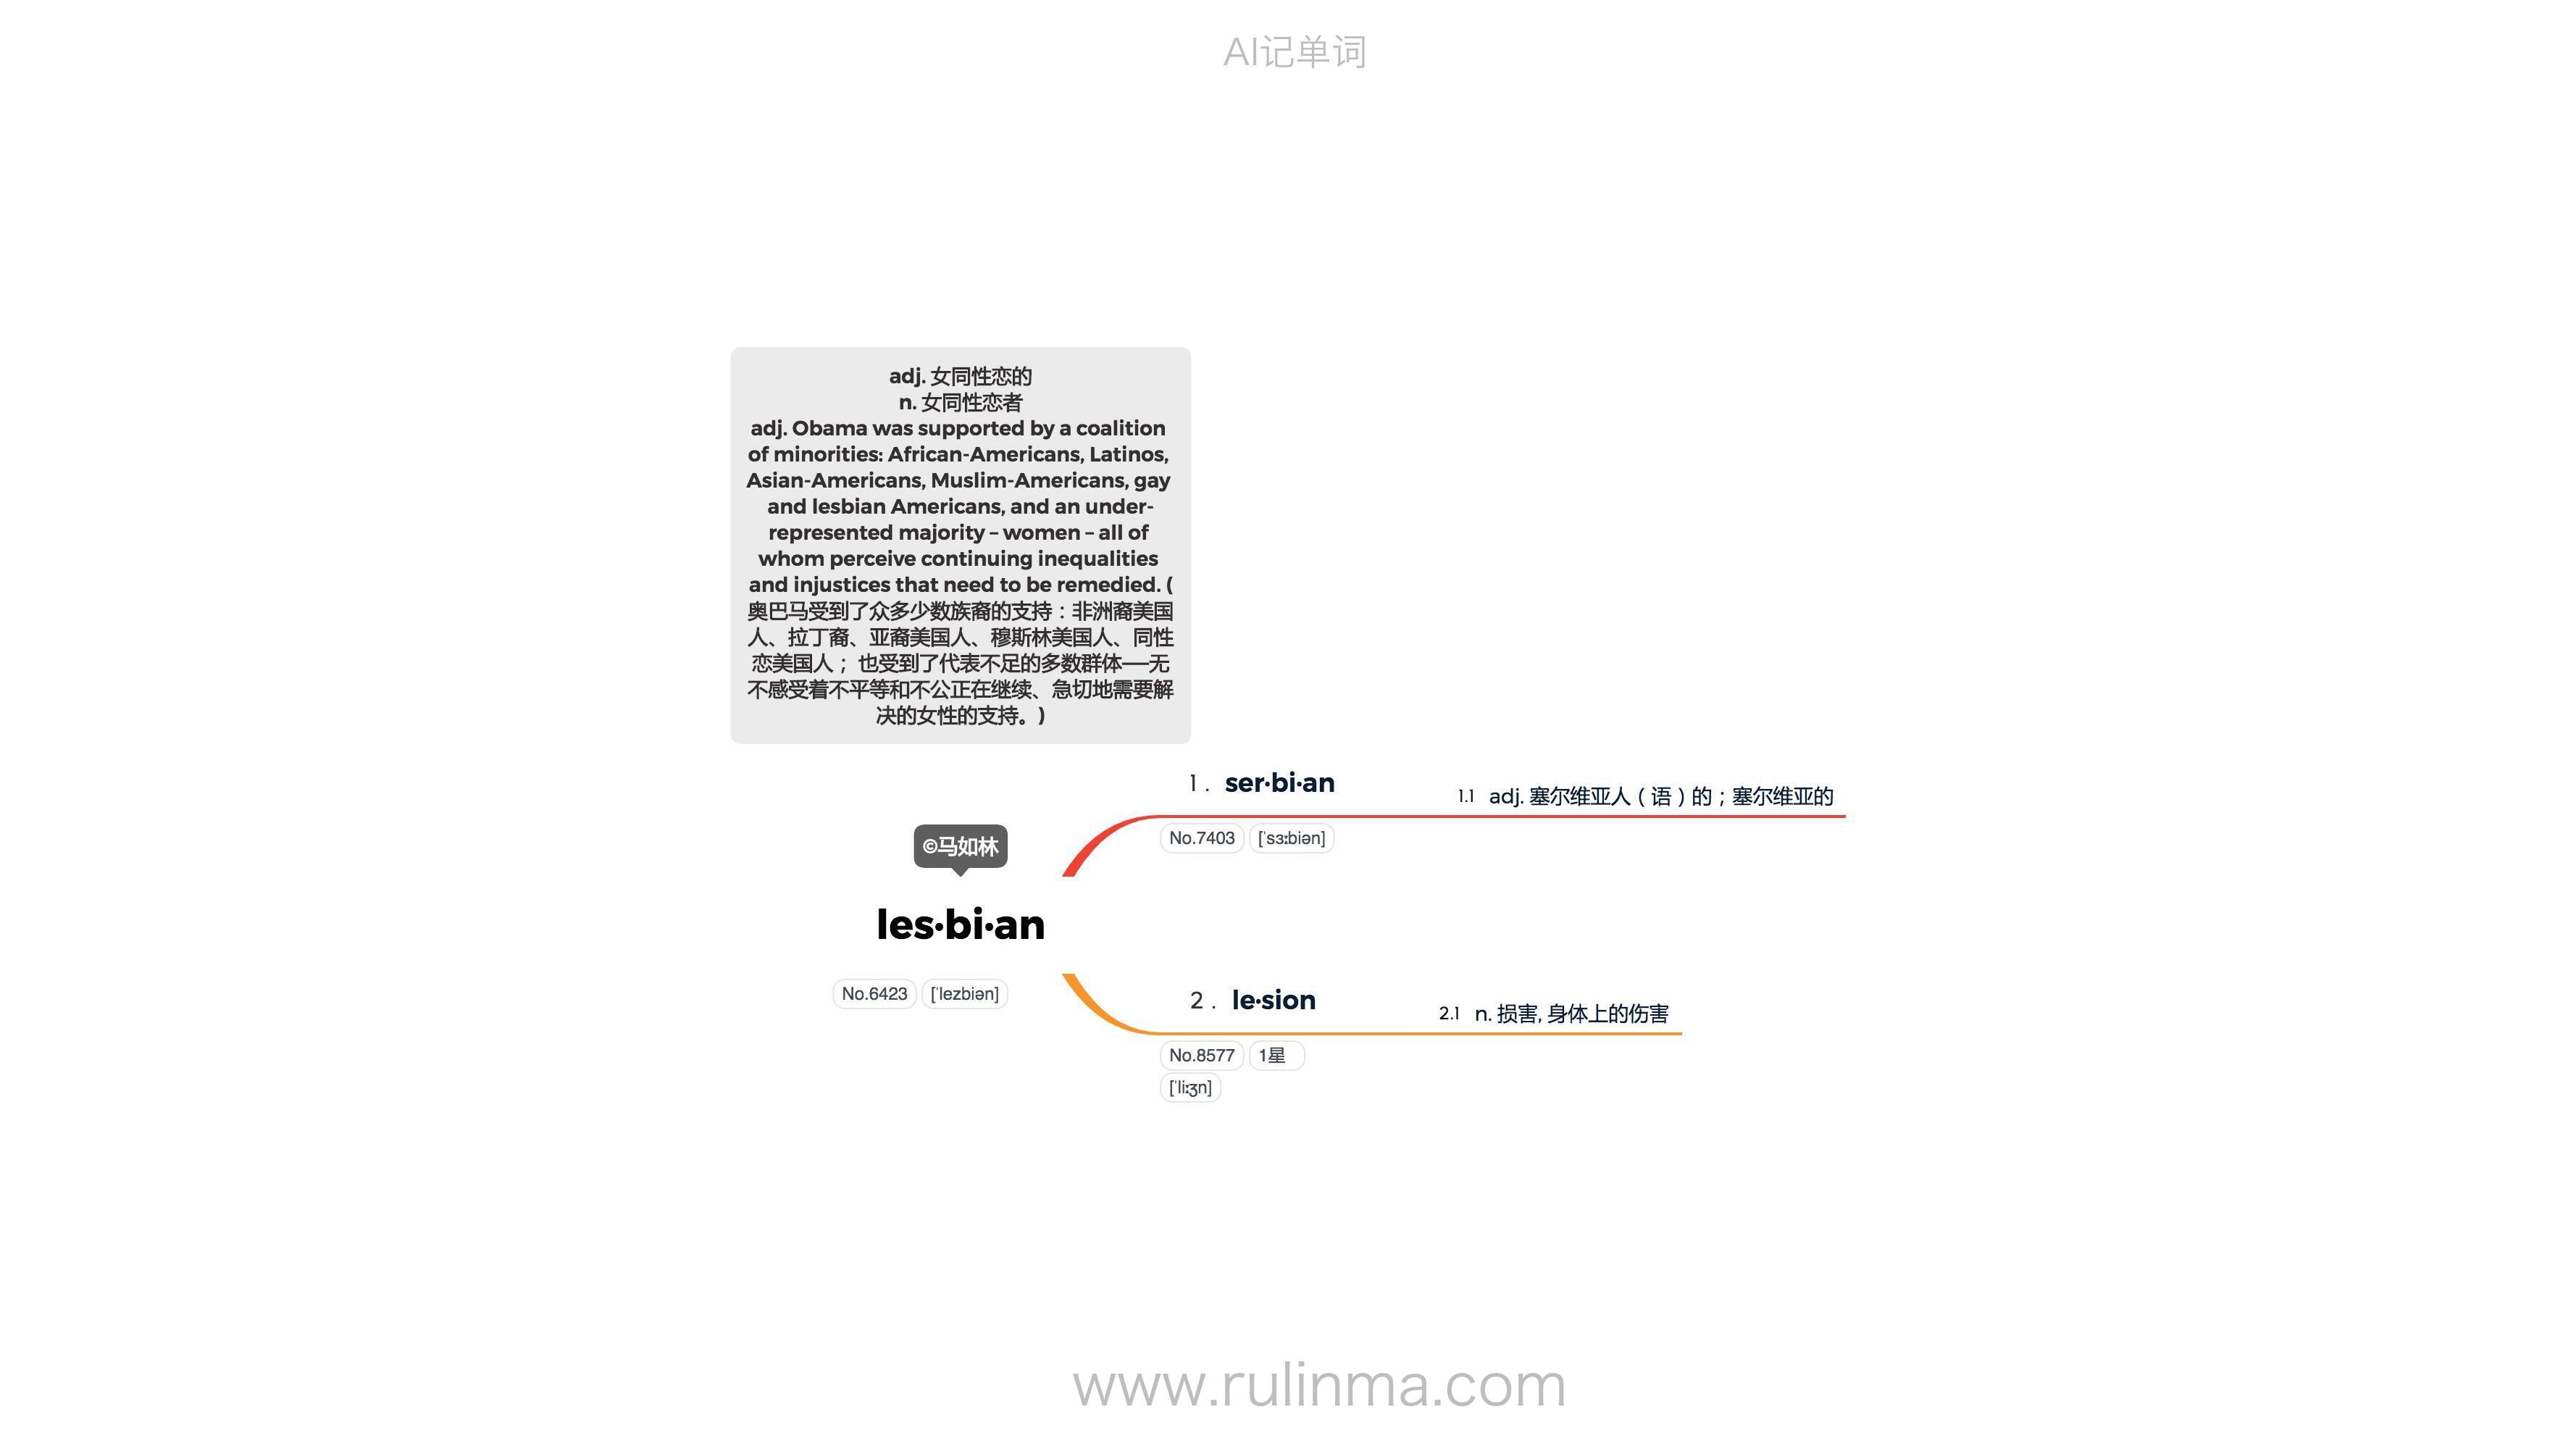 AI记单词
adj. 女同性恋的
n. 女同性恋者
adj. Obama was supported by a coalition
of minorities: African-Americans, Latinos,
Asian-Americans, Muslim-Americans, gay
and lesbian Americans, and an under-
represented majority – women – all of
whom perceive continuing inequalities
and injustices that need to be remedied. (
奥巴马受到了众多少数族裔的支持：非洲裔美国
人、拉丁裔、亚裔美国人、穆斯林美国人、同性
恋美国人； 也受到了代表不足的多数群体──无
不感受着不平等和不公正在继续、急切地需要解
决的女性的支持。)
1 . ser·bi·an
1.1 adj. 塞尔维亚人（语）的；塞尔维亚的
No.7403 [ˈsɜːbiən]
©马如林
les·bi·an
No.6423 [ˈlezbiən]
2 . le·sion
2.1 n. 损害, 身体上的伤害
No.8577 1星
[ˈliːʒn]
www.rulinma.com